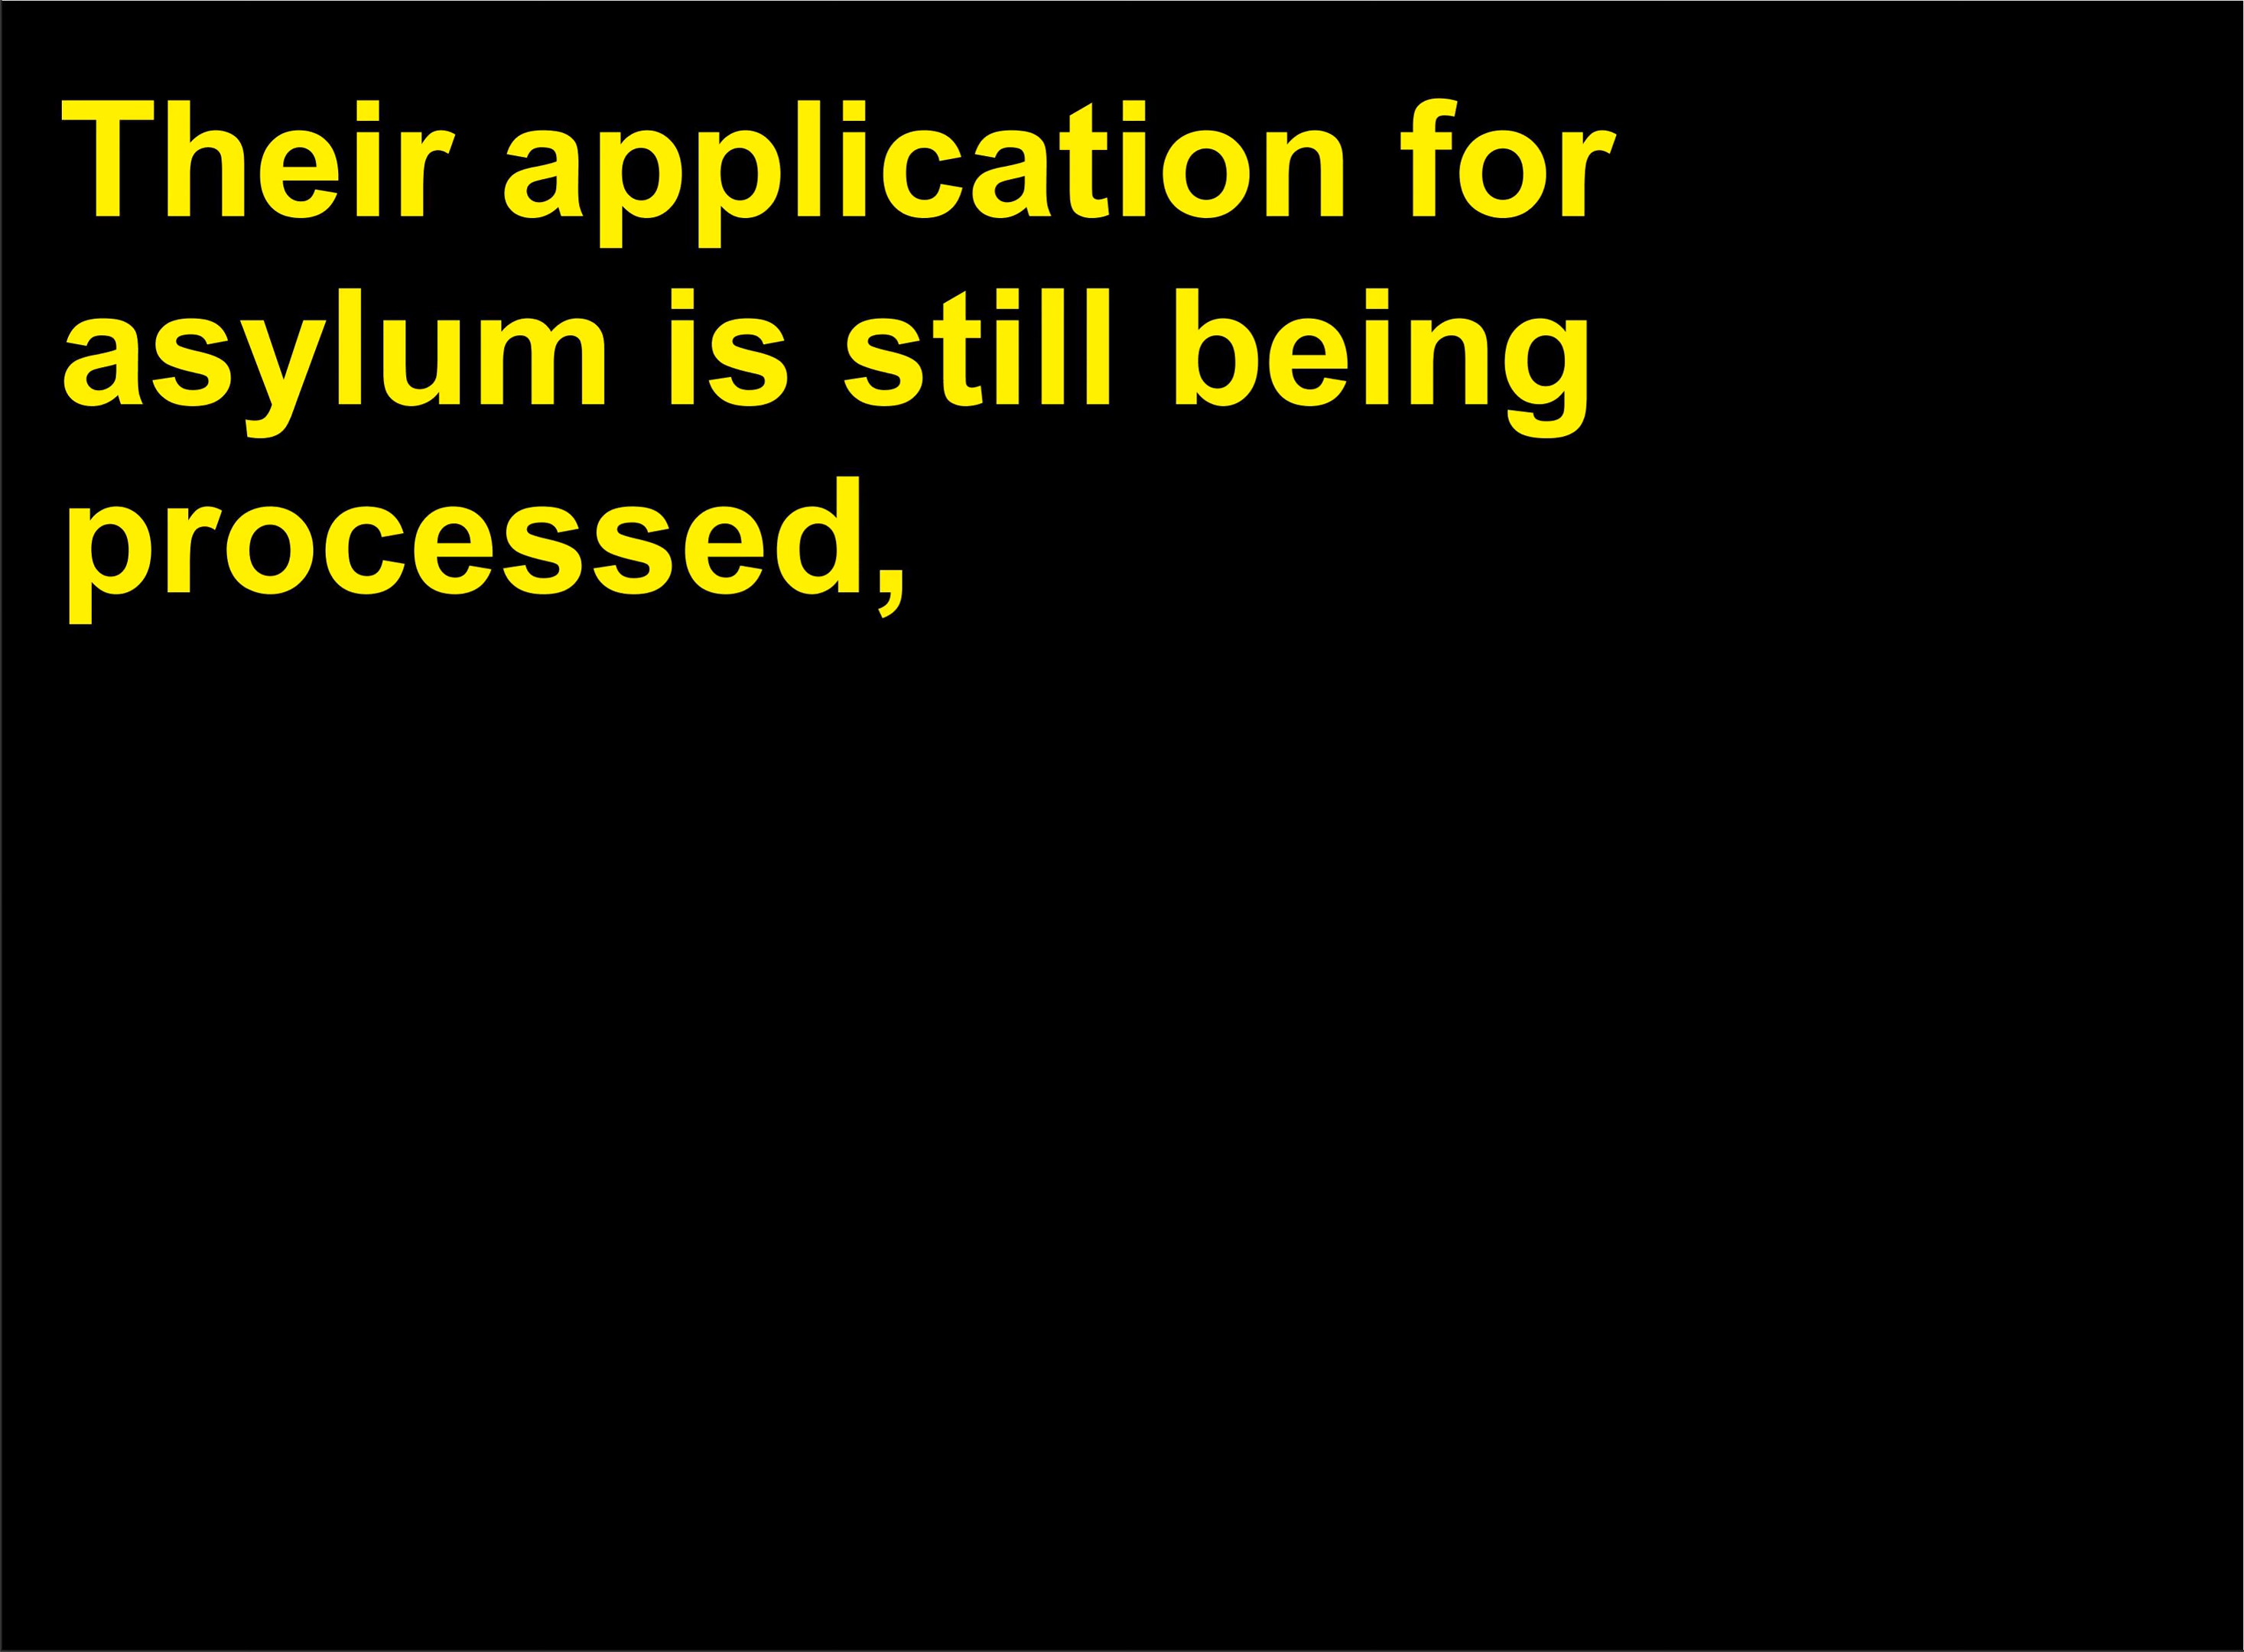 Their application for
asylum is still being
processed,